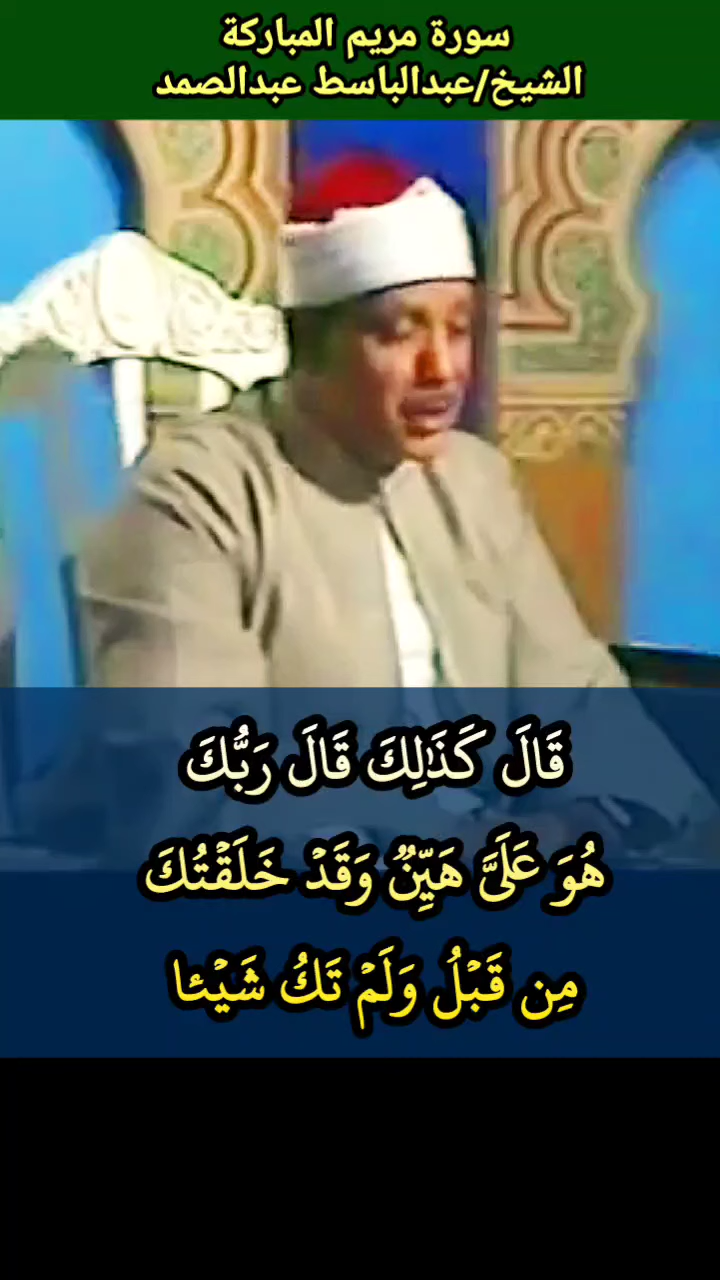 سورة مريم المباركة
الشيخ/عبدالباسط عبدالصمد
قَالَ كَذَٰلِكَ قَالَ رَبُّكَ
هُوَ عَلَىَّ هَيِّنٌ وَقَدْ خَلَقْتُكَ
مِن قَبْلُ وَلَمْ تَكُ شَيْـًٔا